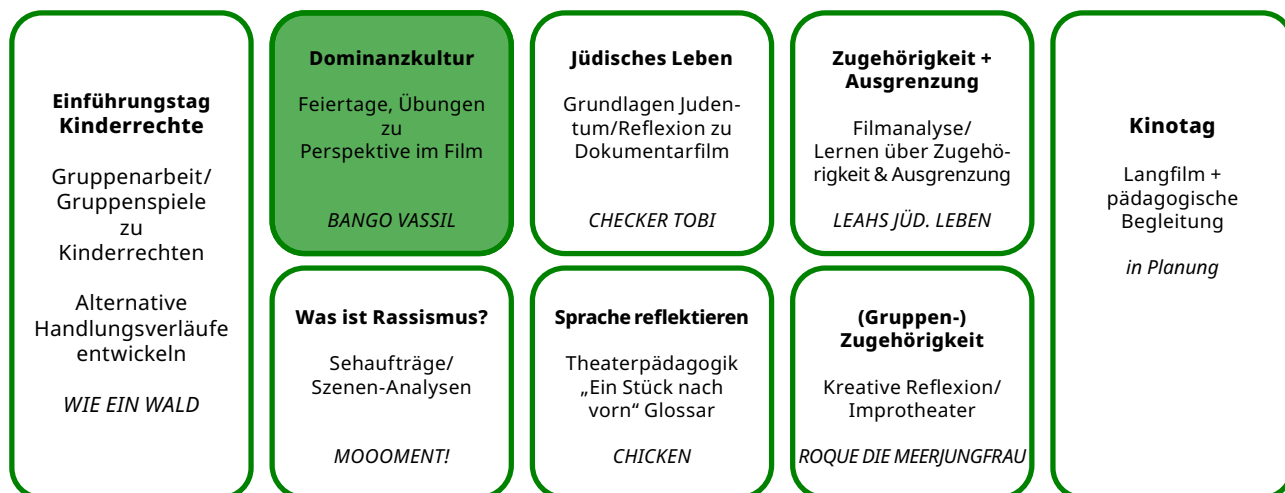 Einführungstag
Kinderrechte
Gruppenarbeit/
Gruppenspiele
zu
Kinderrechten
Alternative
Handlungsverläufe
entwickeln
WIE EIN WALD
Dominanzkultur
Feiertage, Übungen
zu
Perspektive im Film
BANGO VASSIL
Jüdisches Leben
Grundlagen Juden-
tum/Reflexion zu
Dokumentarfilm
CHECKER TOBI
Zugehörigkeit +
Ausgrenzung
Filmanalyse/
Lernen über Zugehö-
rigkeit & Ausgrenzung
LEAHS JÜD. LEBEN
Was ist Rassismus?
Sehaufträge/
Szenen-Analysen
MOOOMENT!
Sprache reflektieren
Theaterpädagogik
„Ein Stück nach
vorn“ Glossar
CHICKEN
(Gruppen-)
Zugehörigkeit
Kreative Reflexion/
Improtheater
ROQUE DIE MEERJUNGFRAU
Kinotag
Langfilm +
pädagogische
Begleitung
in Planung